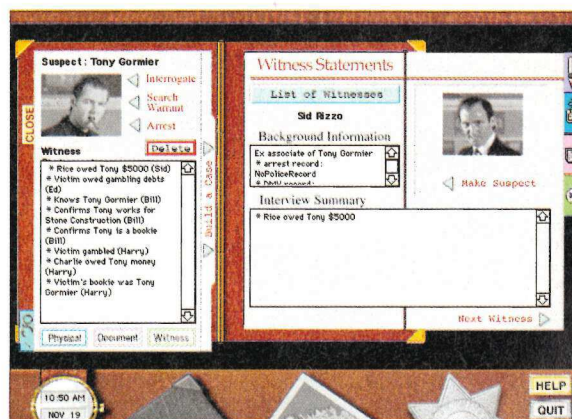 Suspect: Tony Gormier
Interrogate
Search
Warrant
Arrest
CLOSE
Witness
Delete
* Rice owed Tony $5000 (Sid)
* Victim owed gambling debts
(Ed)
* Knows Tony Gormier (Bill)
* Confirms Tony works for
Stone Construction (Bill)
* Confirms Tony is a bookie
(Bill)
* Victim gambled (Harry)
* Charlie owed Tony money
(Harry)
* Victim's bookie was Tony
Gormier (Harry)
Build a Case
Physical Document Witness
Witness Statements
List of Witnesses
Sid Rizzo
Background Information
Ex associate of Tony Gormier
* arrest record:
NoPoliceRecord
* DMV record:
Make Suspect
Interview Summary
* Rice owed Tony $5000
Next Witness
10:50 AM
NOV 19
HELP
QUIT